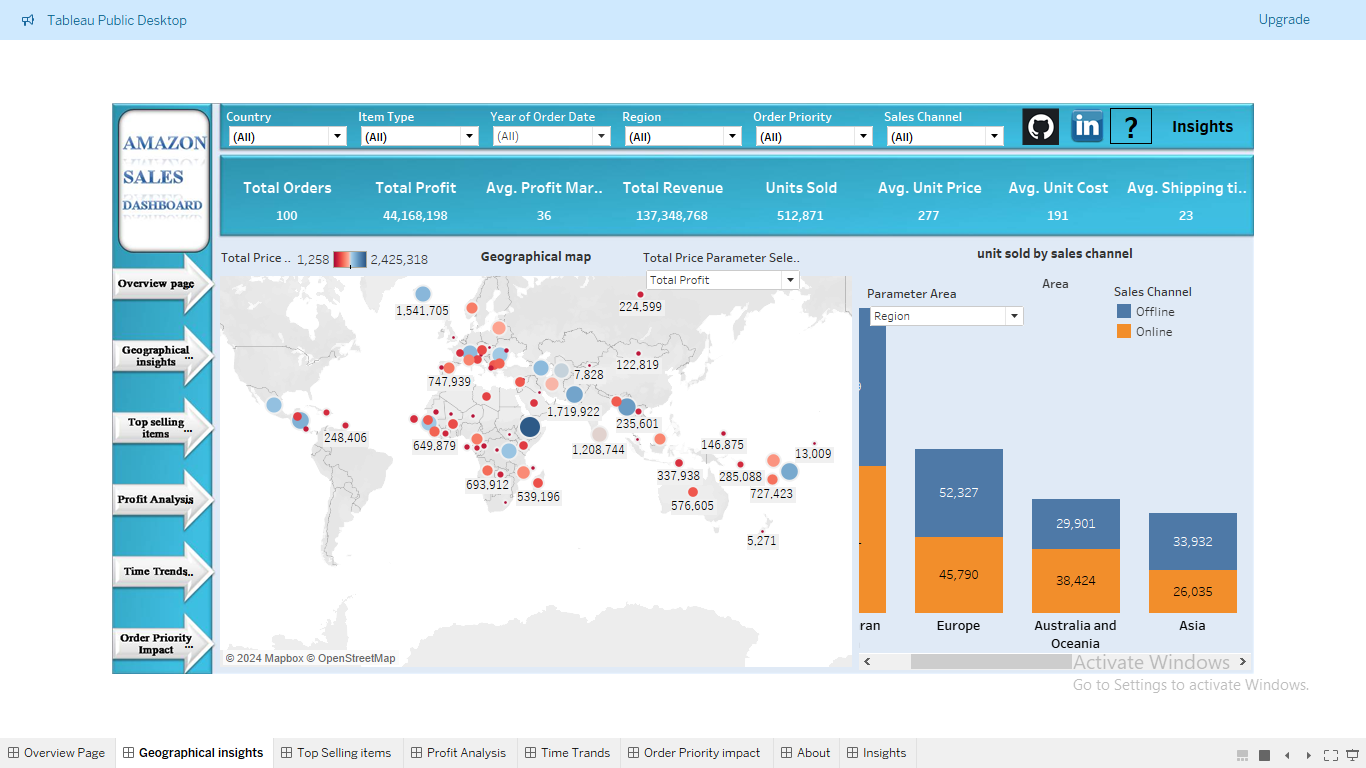 Tableau Public Desktop
Upgrade
AMAZON
SALES
DASHBOARD
Country
Item Type
Year of Order Date
Region
Order Priority
Sales Channel
(All)
(All)
(All)
(All)
(All)
(All)
in
?
Insights
Total Orders
Total Profit
Avg. Profit Mar..
Total Revenue
Units Sold
Avg. Unit Price
Avg. Unit Cost
Avg. Shipping ti..
100
44,168,198
36
137,348,768
512,871
277
191
23
Overview page
Geographical
insights ...
Top selling
items ...
Profit Analysis
Time Trends..
Order Priority
Impact ...
Total Price ..
1,258
2,425,318
Geographical map
Total Price Parameter Sele..
Total Profit
1,541,705
224,599
122,819
7,828
747,939
1,719,922
235,601
248,406
649,879
1,208,744
146,875
13,009
693,912
539,196
337,938
285,088
727,423
576,605
5,271
© 2024 Mapbox © OpenStreetMap
unit sold by sales channel
Area
Parameter Area
Region
Sales Channel
Offline
Online
52,327
45,790
29,901
38,424
33,932
26,035
ran
Europe
Australia and
Oceania
Asia
Activate Windows
Go to Settings to activate Windows.
Overview Page
Geographical insights
Top Selling items
Profit Analysis
Time Trands
Order Priority impact
About
Insights